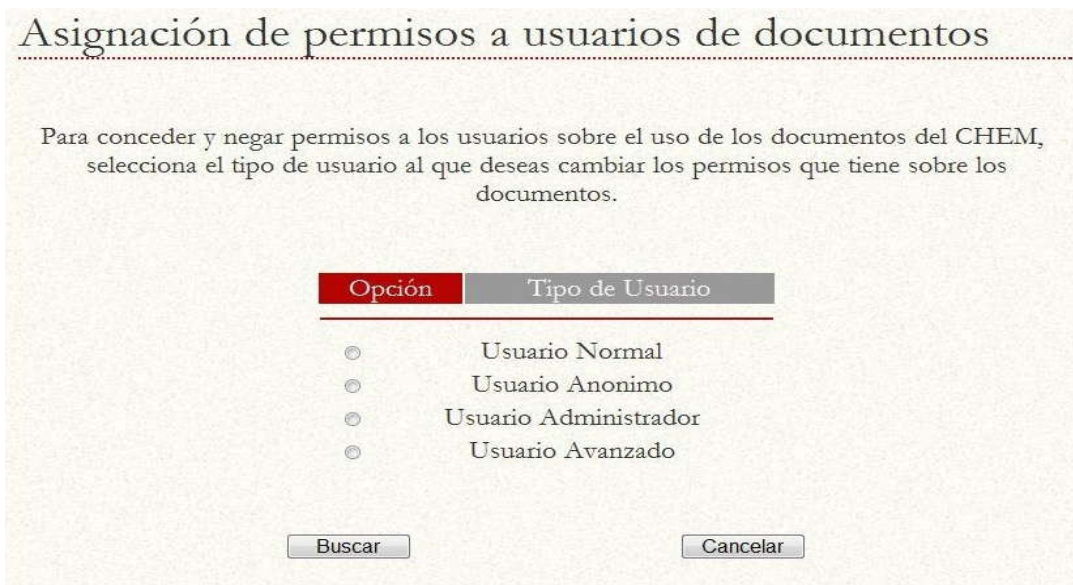 Asignación de permisos a usuarios de documentos
Para conceder y negar permisos a los usuarios sobre el uso de los documentos del CHEM,
selecciona el tipo de usuario al que deseas cambiar los permisos que tiene sobre los
documentos.
Opción Tipo de Usuario
Usuario Normal
Usuario Anonimo
Usuario Administrador
Usuario Avanzado
Buscar Cancelar